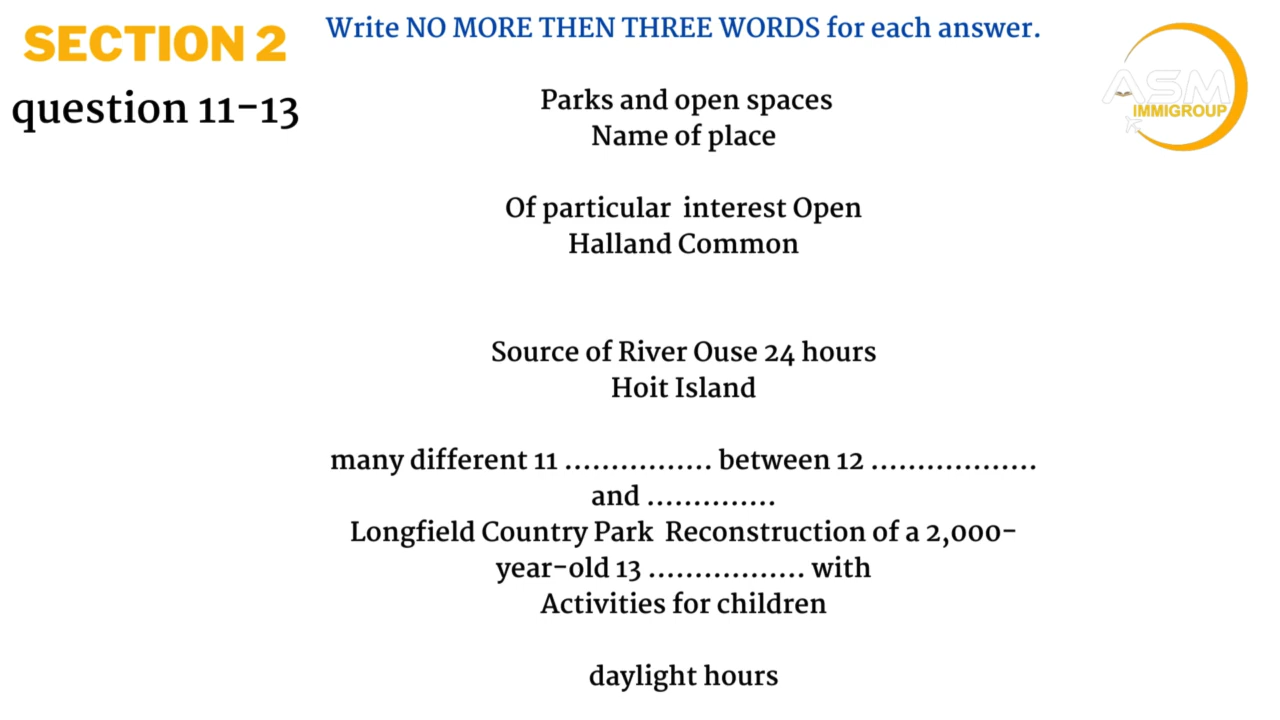 SECTION 2
question 11-13
Write NO MORE THEN THREE WORDS for each answer.
ASM
IMMIGROUP
Parks and open spaces
Name of place
Of particular interest Open
Halland Common
Source of River Ouse 24 hours
Hoit Island
many different 11 ................ between 12 ..................
and ..............
Longfield Country Park Reconstruction of a 2,000-
year-old 13 ................. with
Activities for children
daylight hours